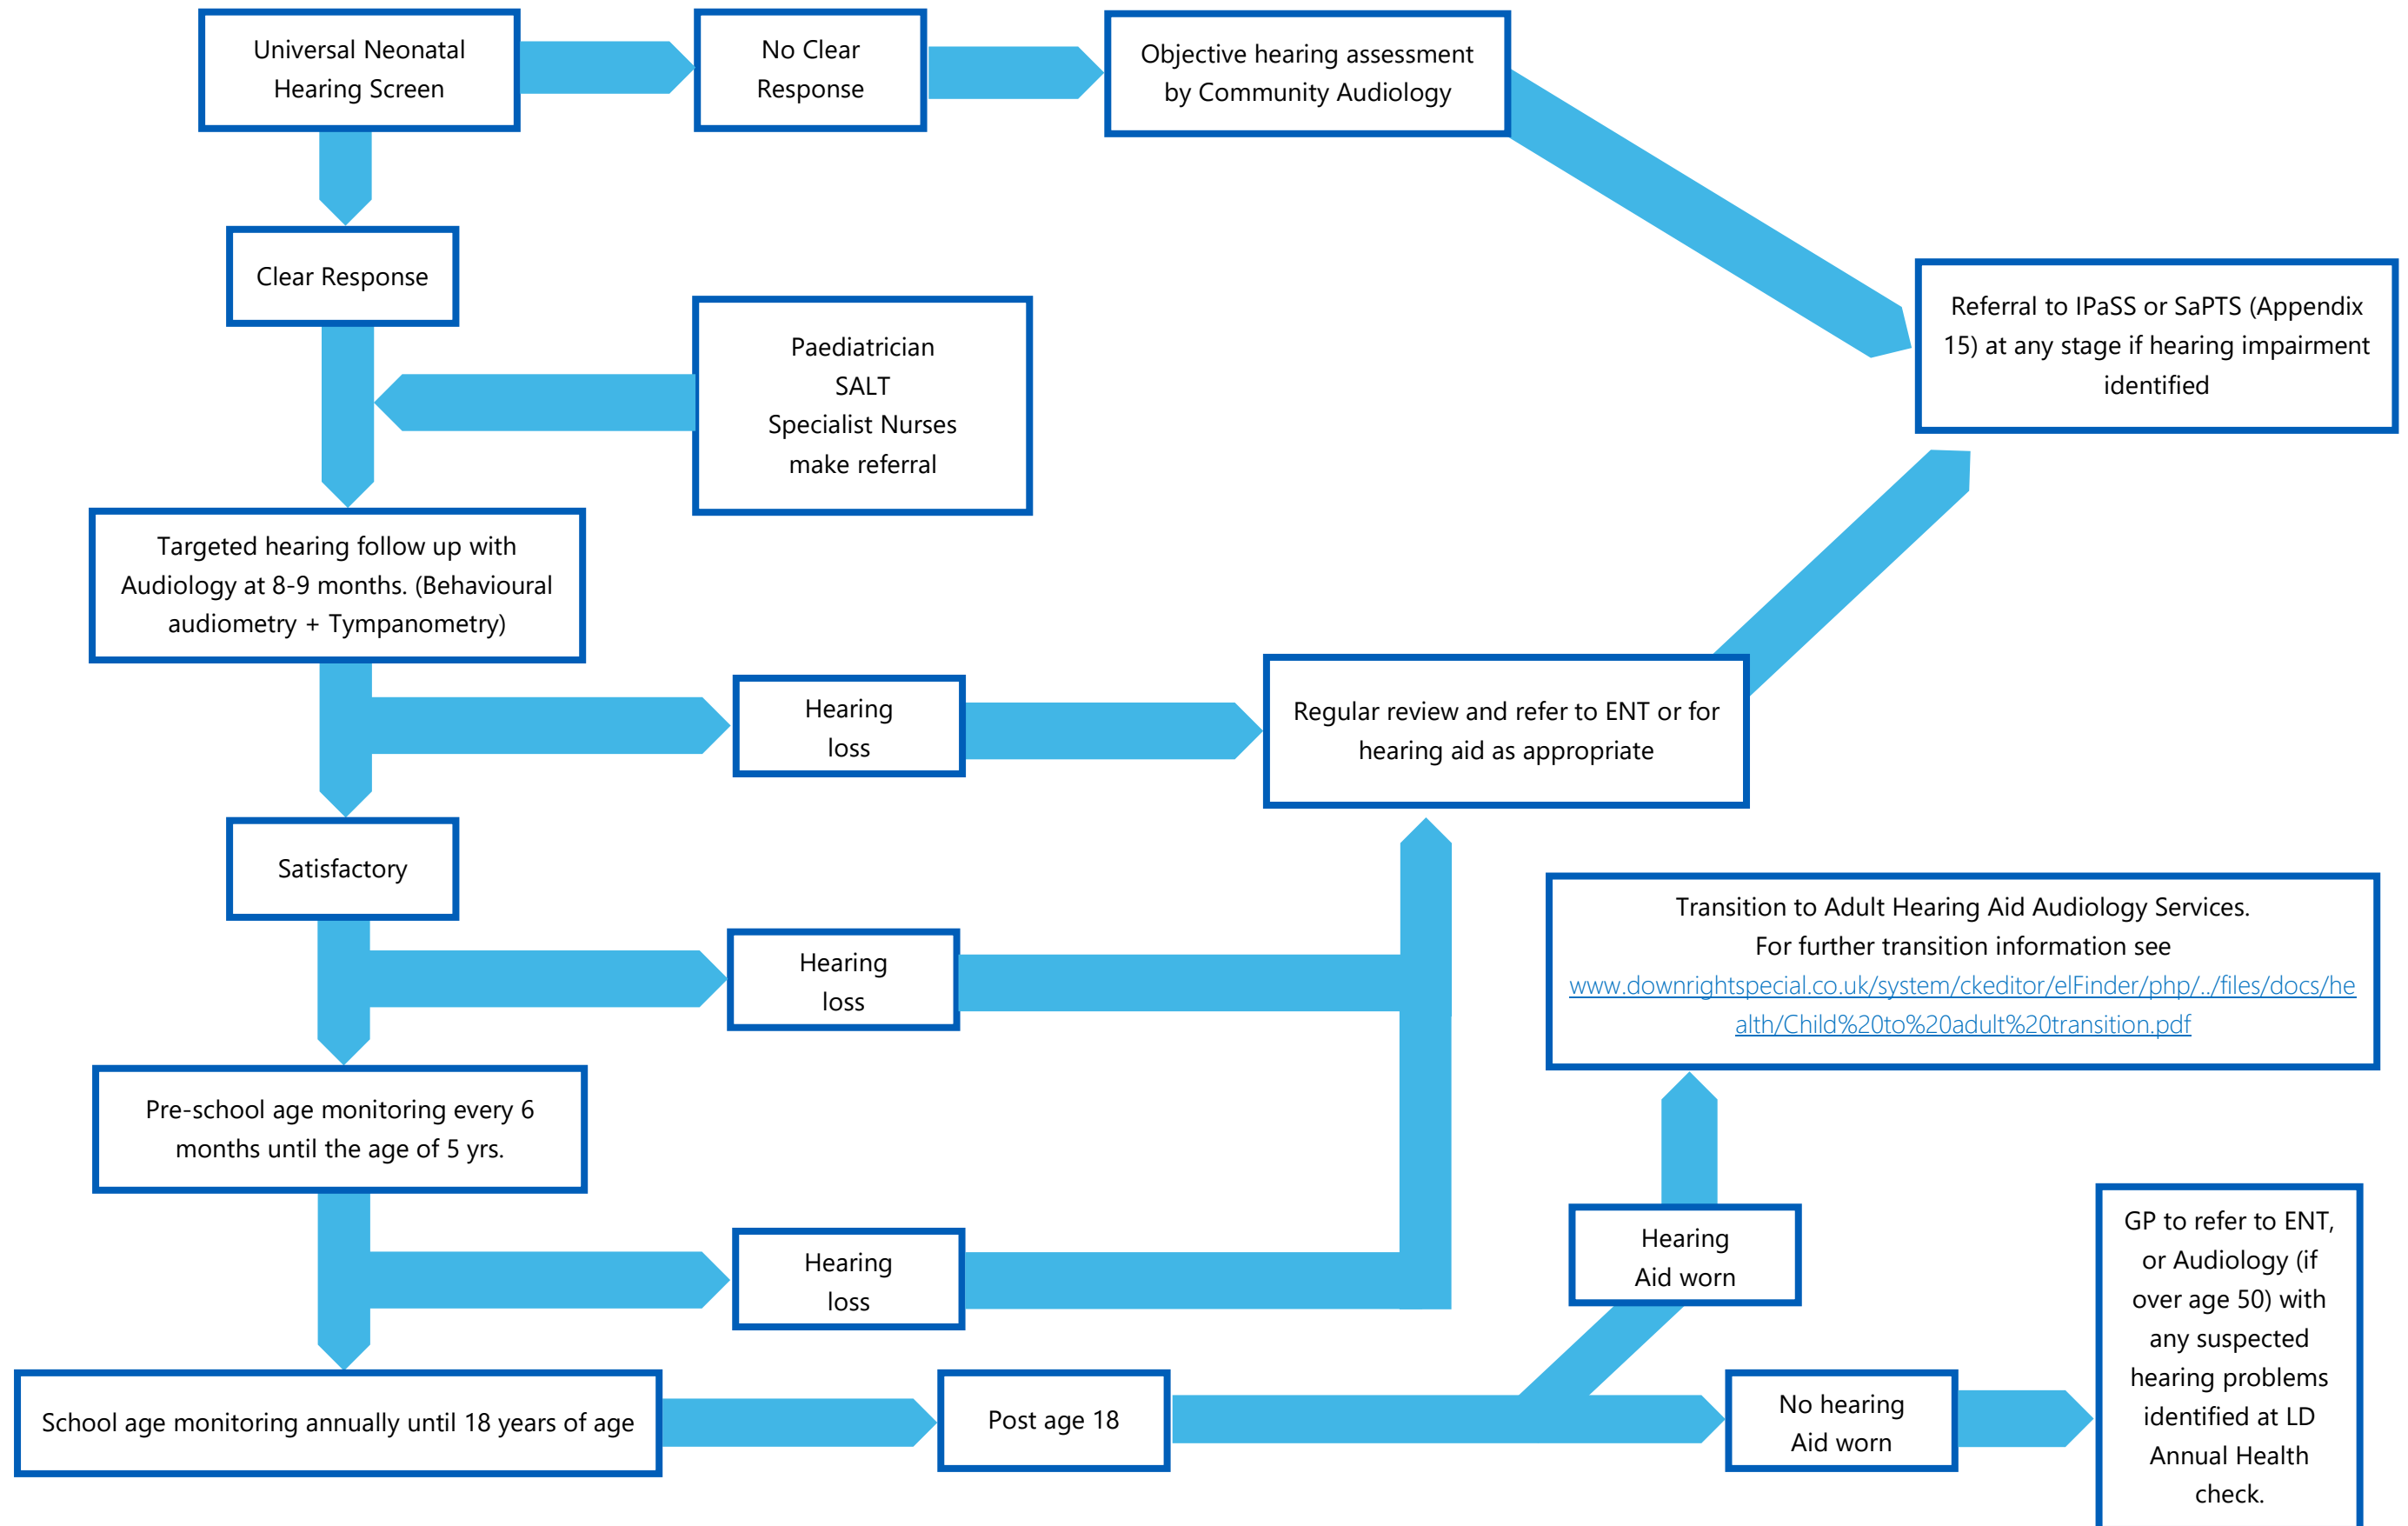 Universal Neonatal
Hearing Screen
No Clear
Response
Objective hearing assessment
by Community Audiology
Clear Response
Paediatrician
SALT
Specialist Nurses
make referral
Referral to IPaSS or SaPTS (Appendix
15) at any stage if hearing impairment
identified
Targeted hearing follow up with
Audiology at 8-9 months. (Behavioural
audiometry + Tympanometry)
Hearing
loss
Regular review and refer to ENT or for
hearing aid as appropriate
Satisfactory
Hearing
loss
Transition to Adult Hearing Aid Audiology Services.
For further transition information see
www.downrightspecial.co.uk/system/ckeditor/elFinder/php/../files/docs/he
alth/Child%20to%20adult%20transition.pdf
Pre-school age monitoring every 6
months until the age of 5 yrs.
Hearing
loss
Hearing
Aid worn
School age monitoring annually until 18 years of age
Post age 18
No hearing
Aid worn
GP to refer to ENT,
or Audiology (if
over age 50) with
any suspected
hearing problems
identified at LD
Annual Health
check.